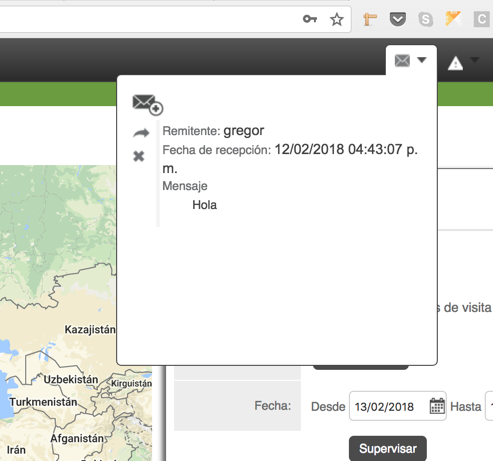 Remitente: gregor
Fecha de recepción: 12/02/2018 04:43:07 p.
m.
Mensaje
Hola
s de visita
Kazajistán
Uzbekistán
Kirguistán
Turkmenistán
Afganistán
Irán
Fecha:
Desde 13/02/2018 Hasta 1
Supervisar